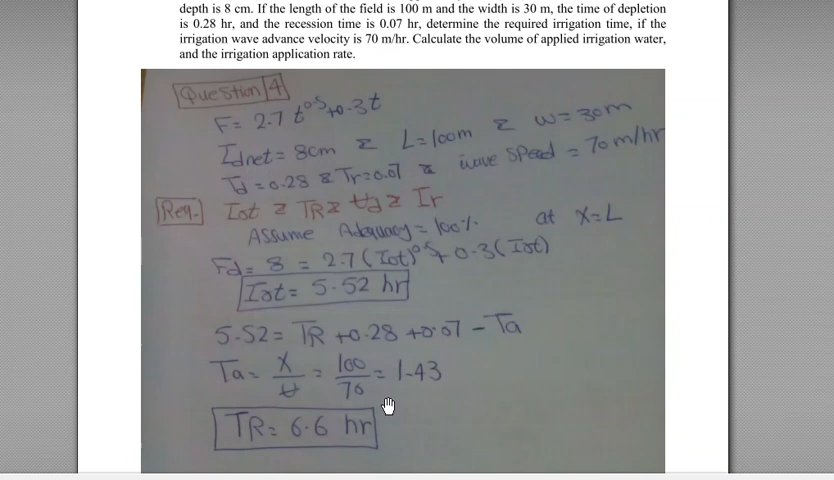 depth is 8 cm. If the length of the field is 100 m and the width is 30 m, the time of depletion
is 0.28 hr, and the recession time is 0.07 hr, determine the required irrigation time, if the
irrigation wave advance velocity is 70 m/hr. Calculate the volume of applied irrigation water,
and the irrigation application rate.
Question 4
F = 2.7 t^0.5 + 0.3t
Idnet = 8cm & L=100m & w=30m
Td = 0.28 & Tr=0.07 & wave speed = 70m/hr
Req. Iot & TR & & Ir
Assume Adequacy = 100% at X=L
Fd = 8 = 2.7(Iot)^0.5 + 0.3(Iot)
Iot = 5.52 hr
5.52 = TR + 0.28 + 0.07 - Ta
Ta = X/v = 100/70 = 1.43
TR = 6.6 hr